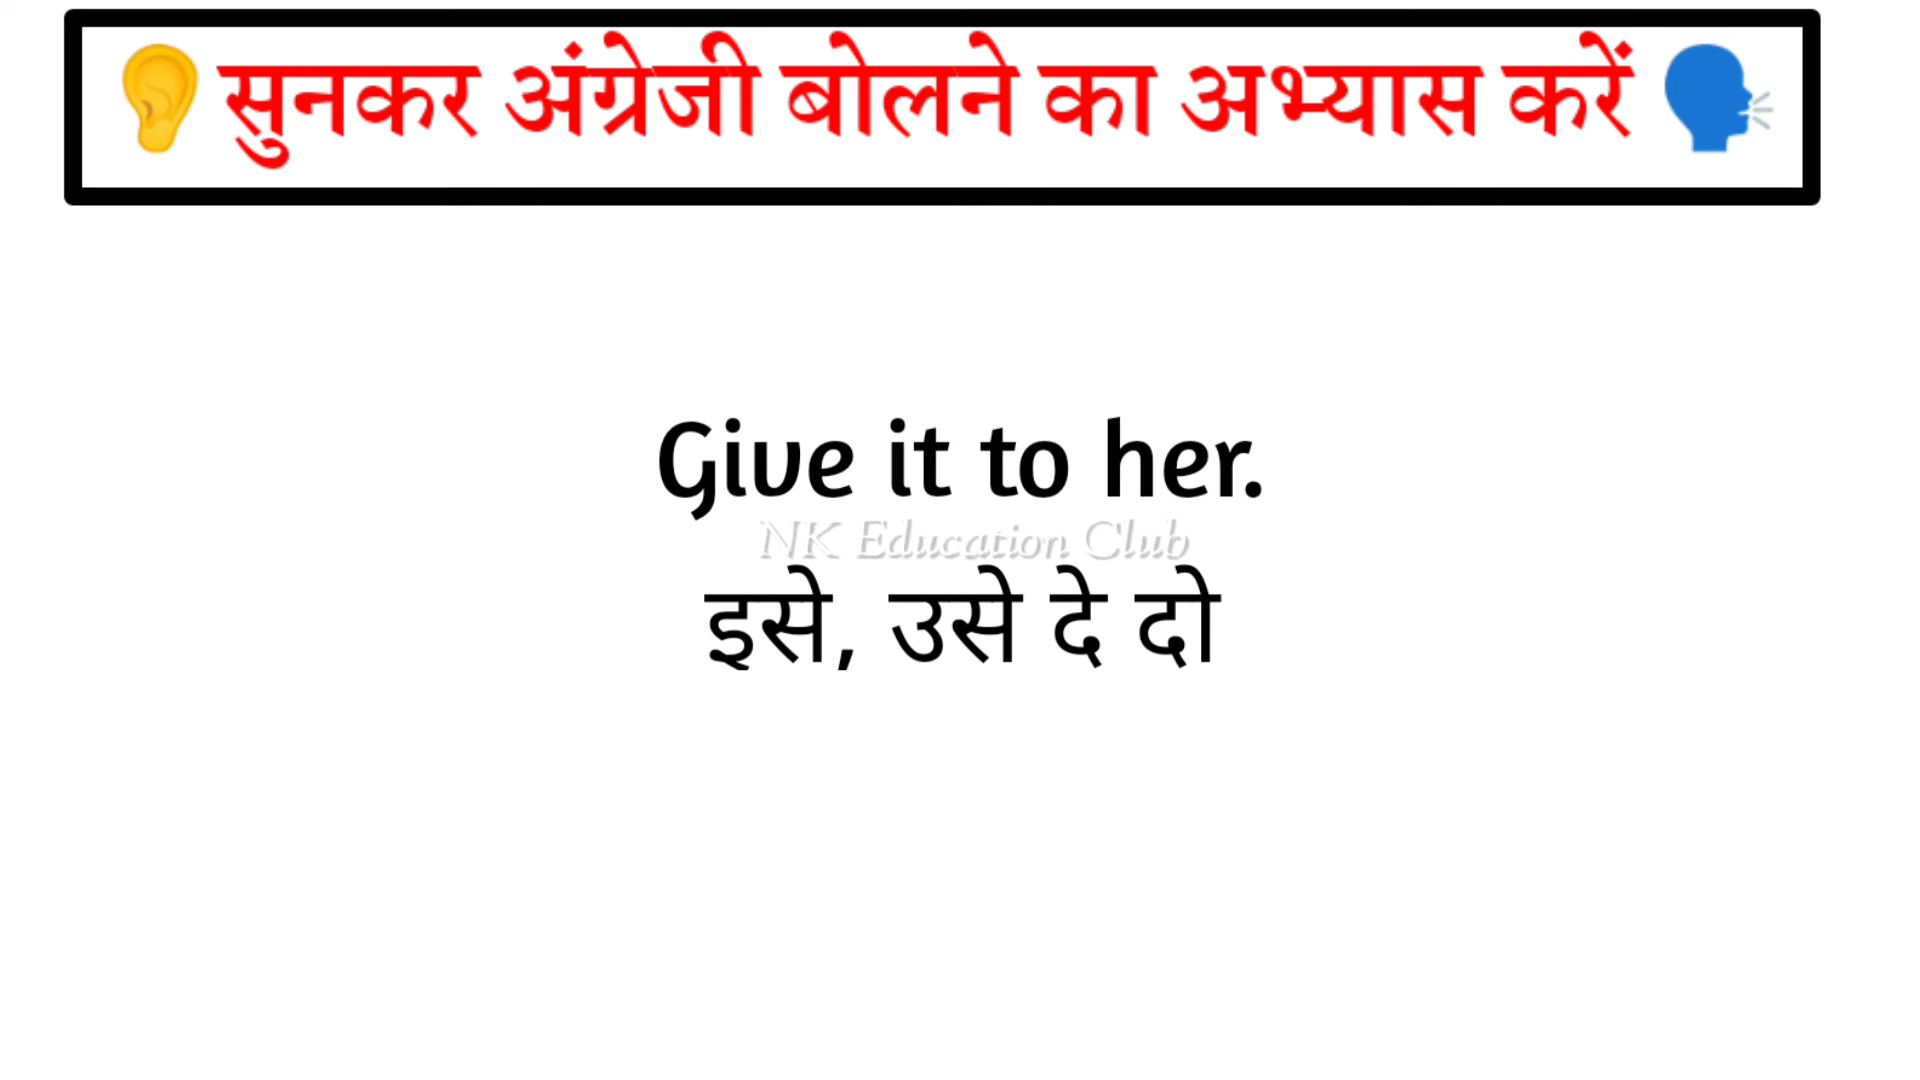 सुनकर अंग्रेजी बोलने का अभ्यास करें
Give it to her.
NK Education Club
इसे, उसे दे दो